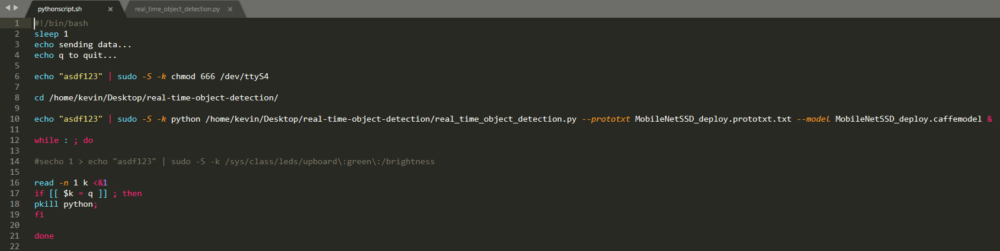 pythonscript.sh × real_time_object_detection.py ×
1 #!/bin/bash
2 sleep 1
3 echo sending data...
4 echo q to quit...
5
6 echo "asdf123" | sudo -S -k chmod 666 /dev/ttyS4
7
8 cd /home/kevin/Desktop/real-time-object-detection/
9
10 echo "asdf123" | sudo -S -k python /home/kevin/Desktop/real-time-object-detection/real_time_object_detection.py --prototxt MobileNetSSD_deploy.prototxt.txt --model MobileNetSSD_deploy.caffemodel &
11
12 while : ; do
13
14 #secho 1 > echo "asdf123" | sudo -S -k /sys/class/leds/upboard\:green\:/brightness
15
16 read -n 1 k <&1
17 if [[ $k = q ]] ; then
18 pkill python;
19 fi
20
21 done
22